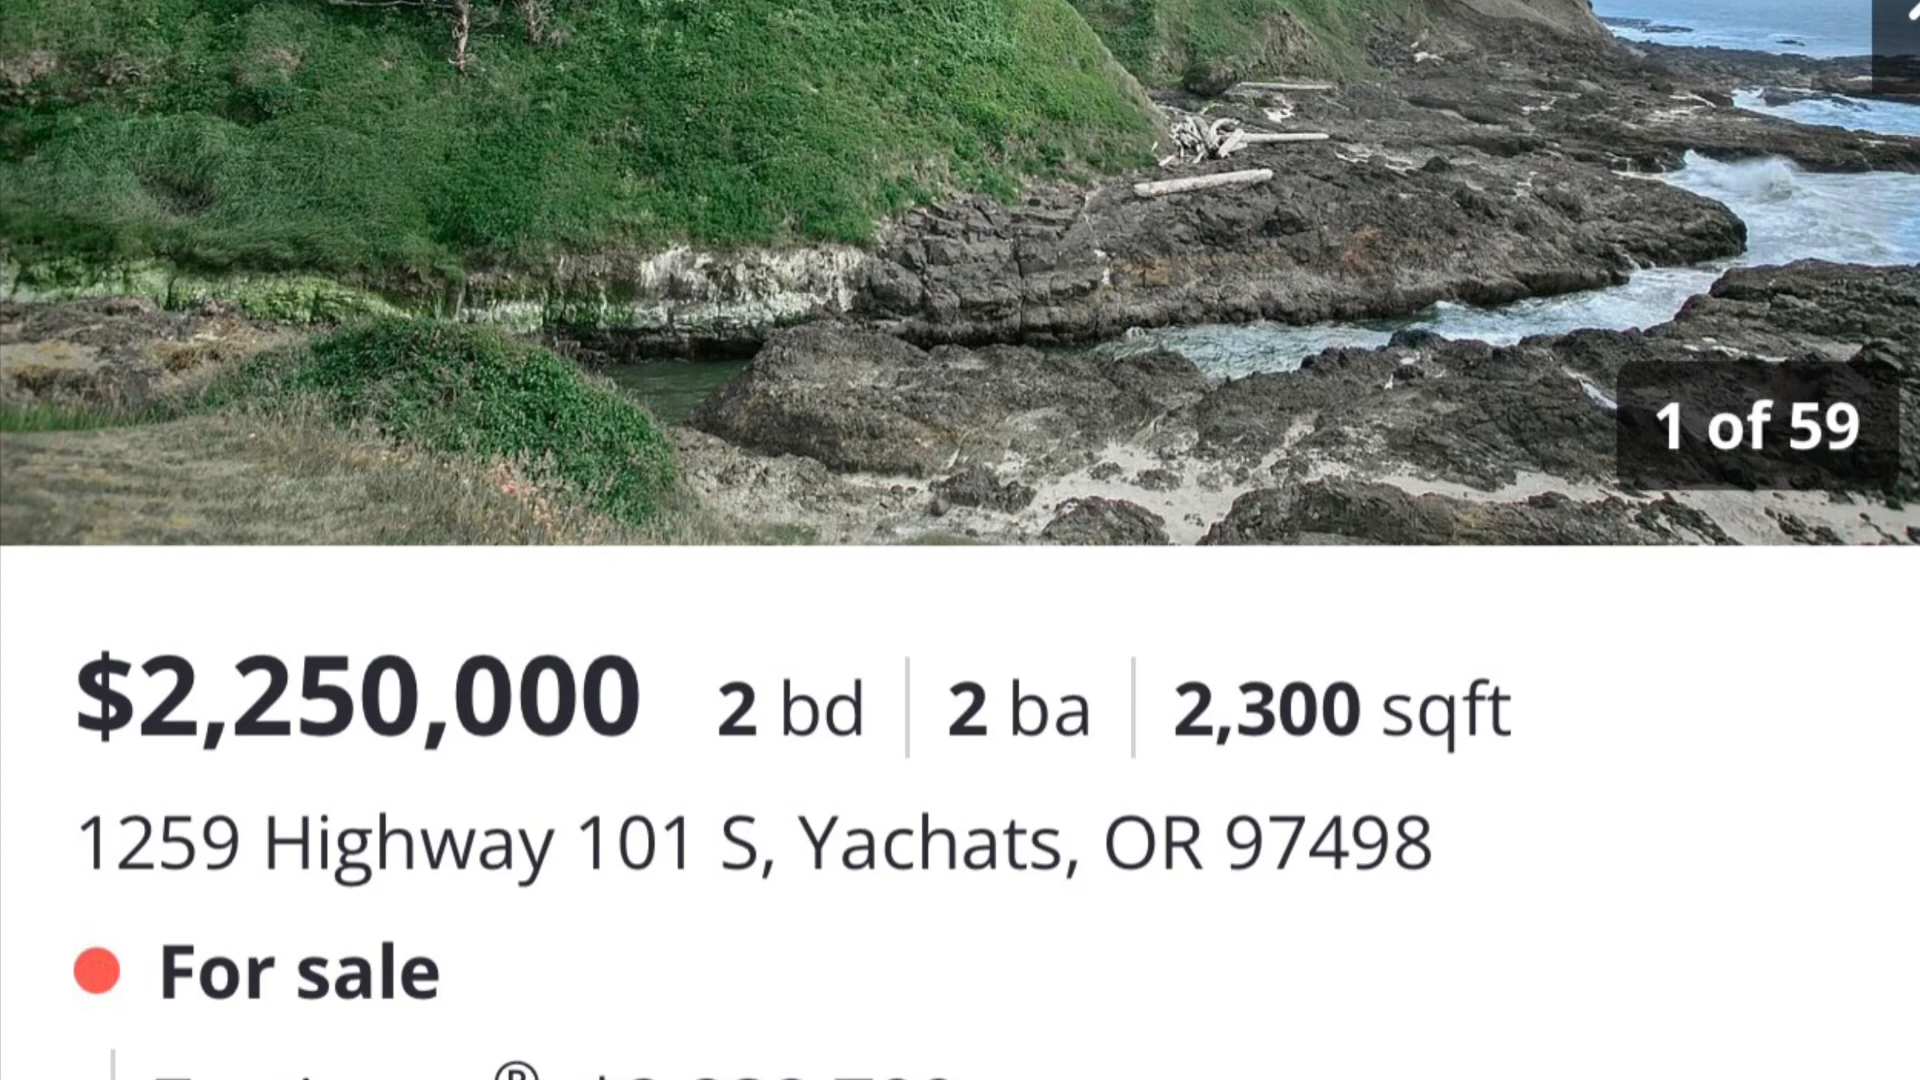 1 of 59
$2,250,000 2 bd 2 ba 2,300 sqft
1259 Highway 101 S, Yachats, OR 97498
For sale